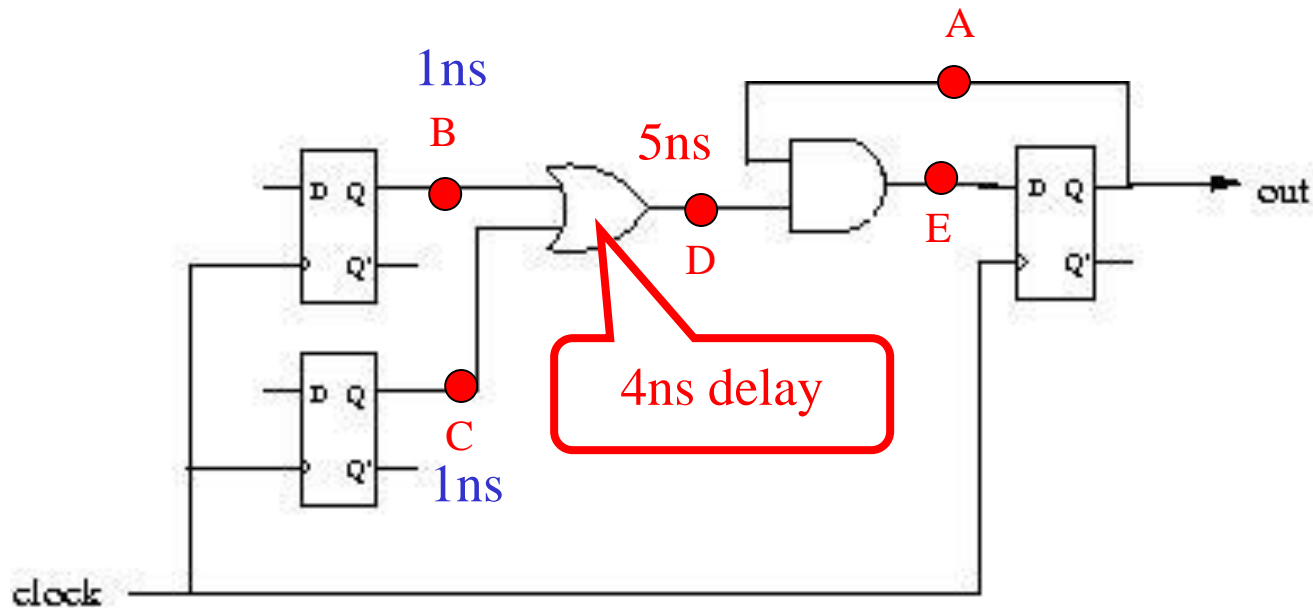 A
1ns
B
5ns
D Q
D
E
D Q
out
Q'
Q'
4ns delay
D Q
C
Q'
1ns
clock